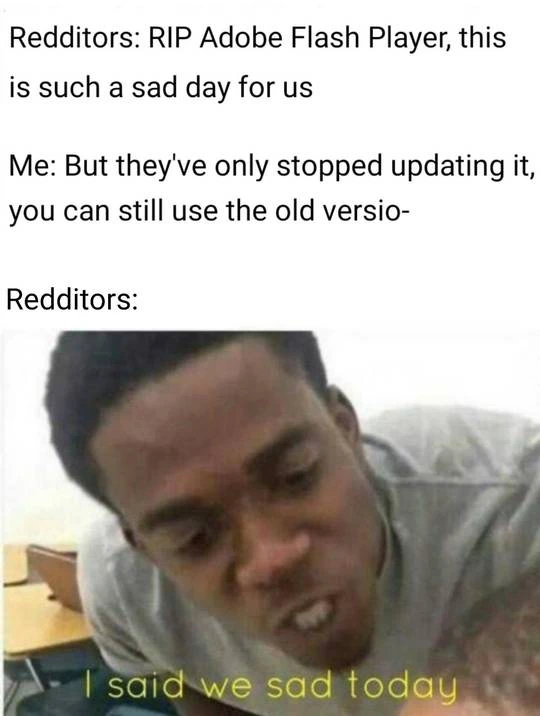 Redditors: RIP Adobe Flash Player, this
is such a sad day for us
Me: But they've only stopped updating it,
you can still use the old versio-
Redditors:
I said we sad today